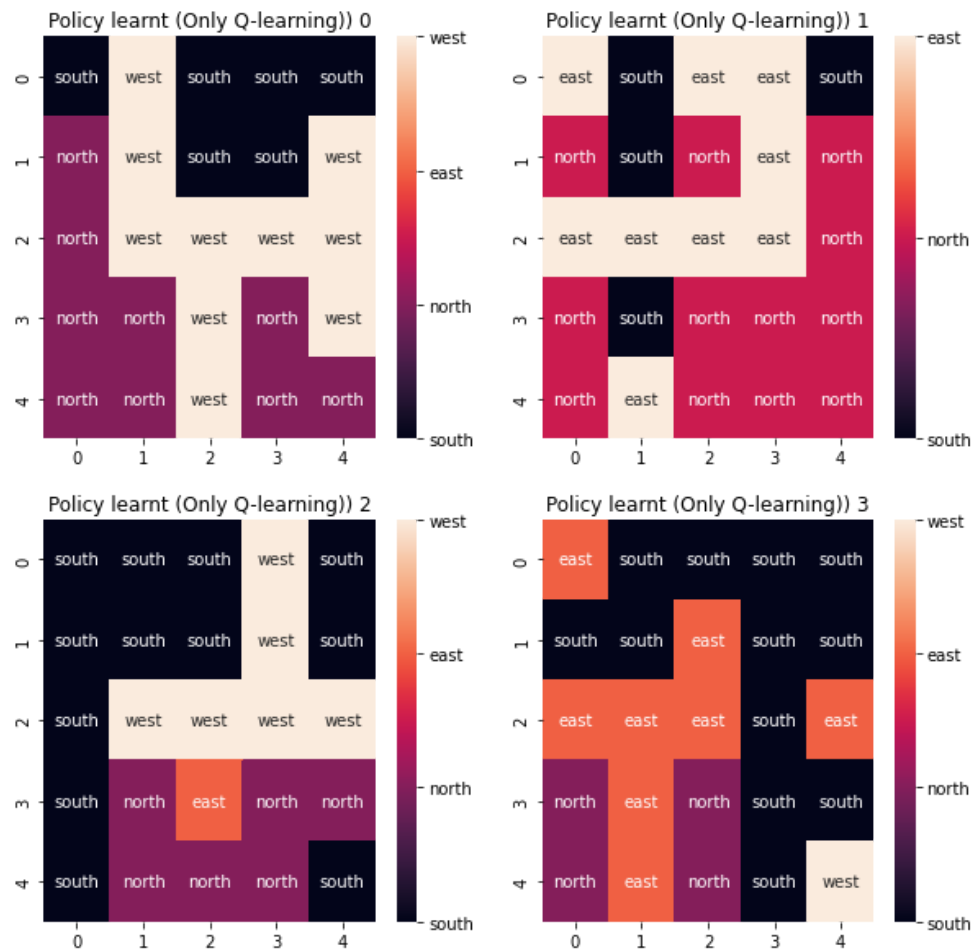 Policy learnt (Only Q-learning)) 0
0 south west south south south
1 north west south south west
2 north west west west west
3 north north west north west
4 north north west north north
0 1 2 3 4
west
east
north
south
Policy learnt (Only Q-learning)) 1
0 east south east east south
1 north south north east north
2 east east east east north
3 north south north north north
4 north east north north north
0 1 2 3 4
east
north
south
Policy learnt (Only Q-learning)) 2
0 south south south west south
1 south south south west south
2 south west west west west
3 south north east north north
4 south north north north south
0 1 2 3 4
west
east
north
south
Policy learnt (Only Q-learning)) 3
0 east south south south south
1 south south east south south
2 east east east south east
3 north east north south south
4 north east north south west
0 1 2 3 4
west
east
north
south